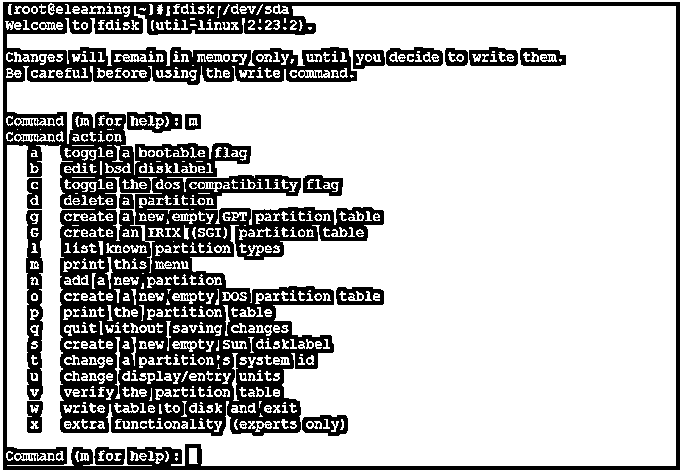 [root@elearning ~]# fdisk /dev/sda
Welcome to fdisk (util-linux 2.23.2).
Changes will remain in memory only, until you decide to write them.
Be careful before using the write command.
Command (m for help): m
Command action
a toggle a bootable flag
b edit bsd disklabel
c toggle the dos compatibility flag
d delete a partition
g create a new empty GPT partition table
G create an IRIX (SGI) partition table
l list known partition types
m print this menu
n add a new partition
o create a new empty DOS partition table
p print the partition table
q quit without saving changes
s create a new empty Sun disklabel
t change a partition's system id
u change display/entry units
v verify the partition table
w write table to disk and exit
x extra functionality (experts only)
Command (m for help):